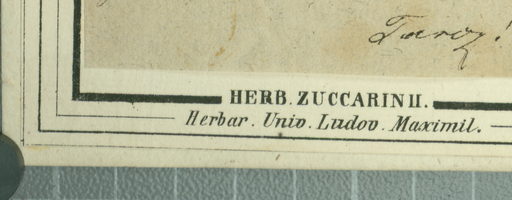 HERB. ZUCCARINII.
Herbar. Univ. Ludov. Maximil.